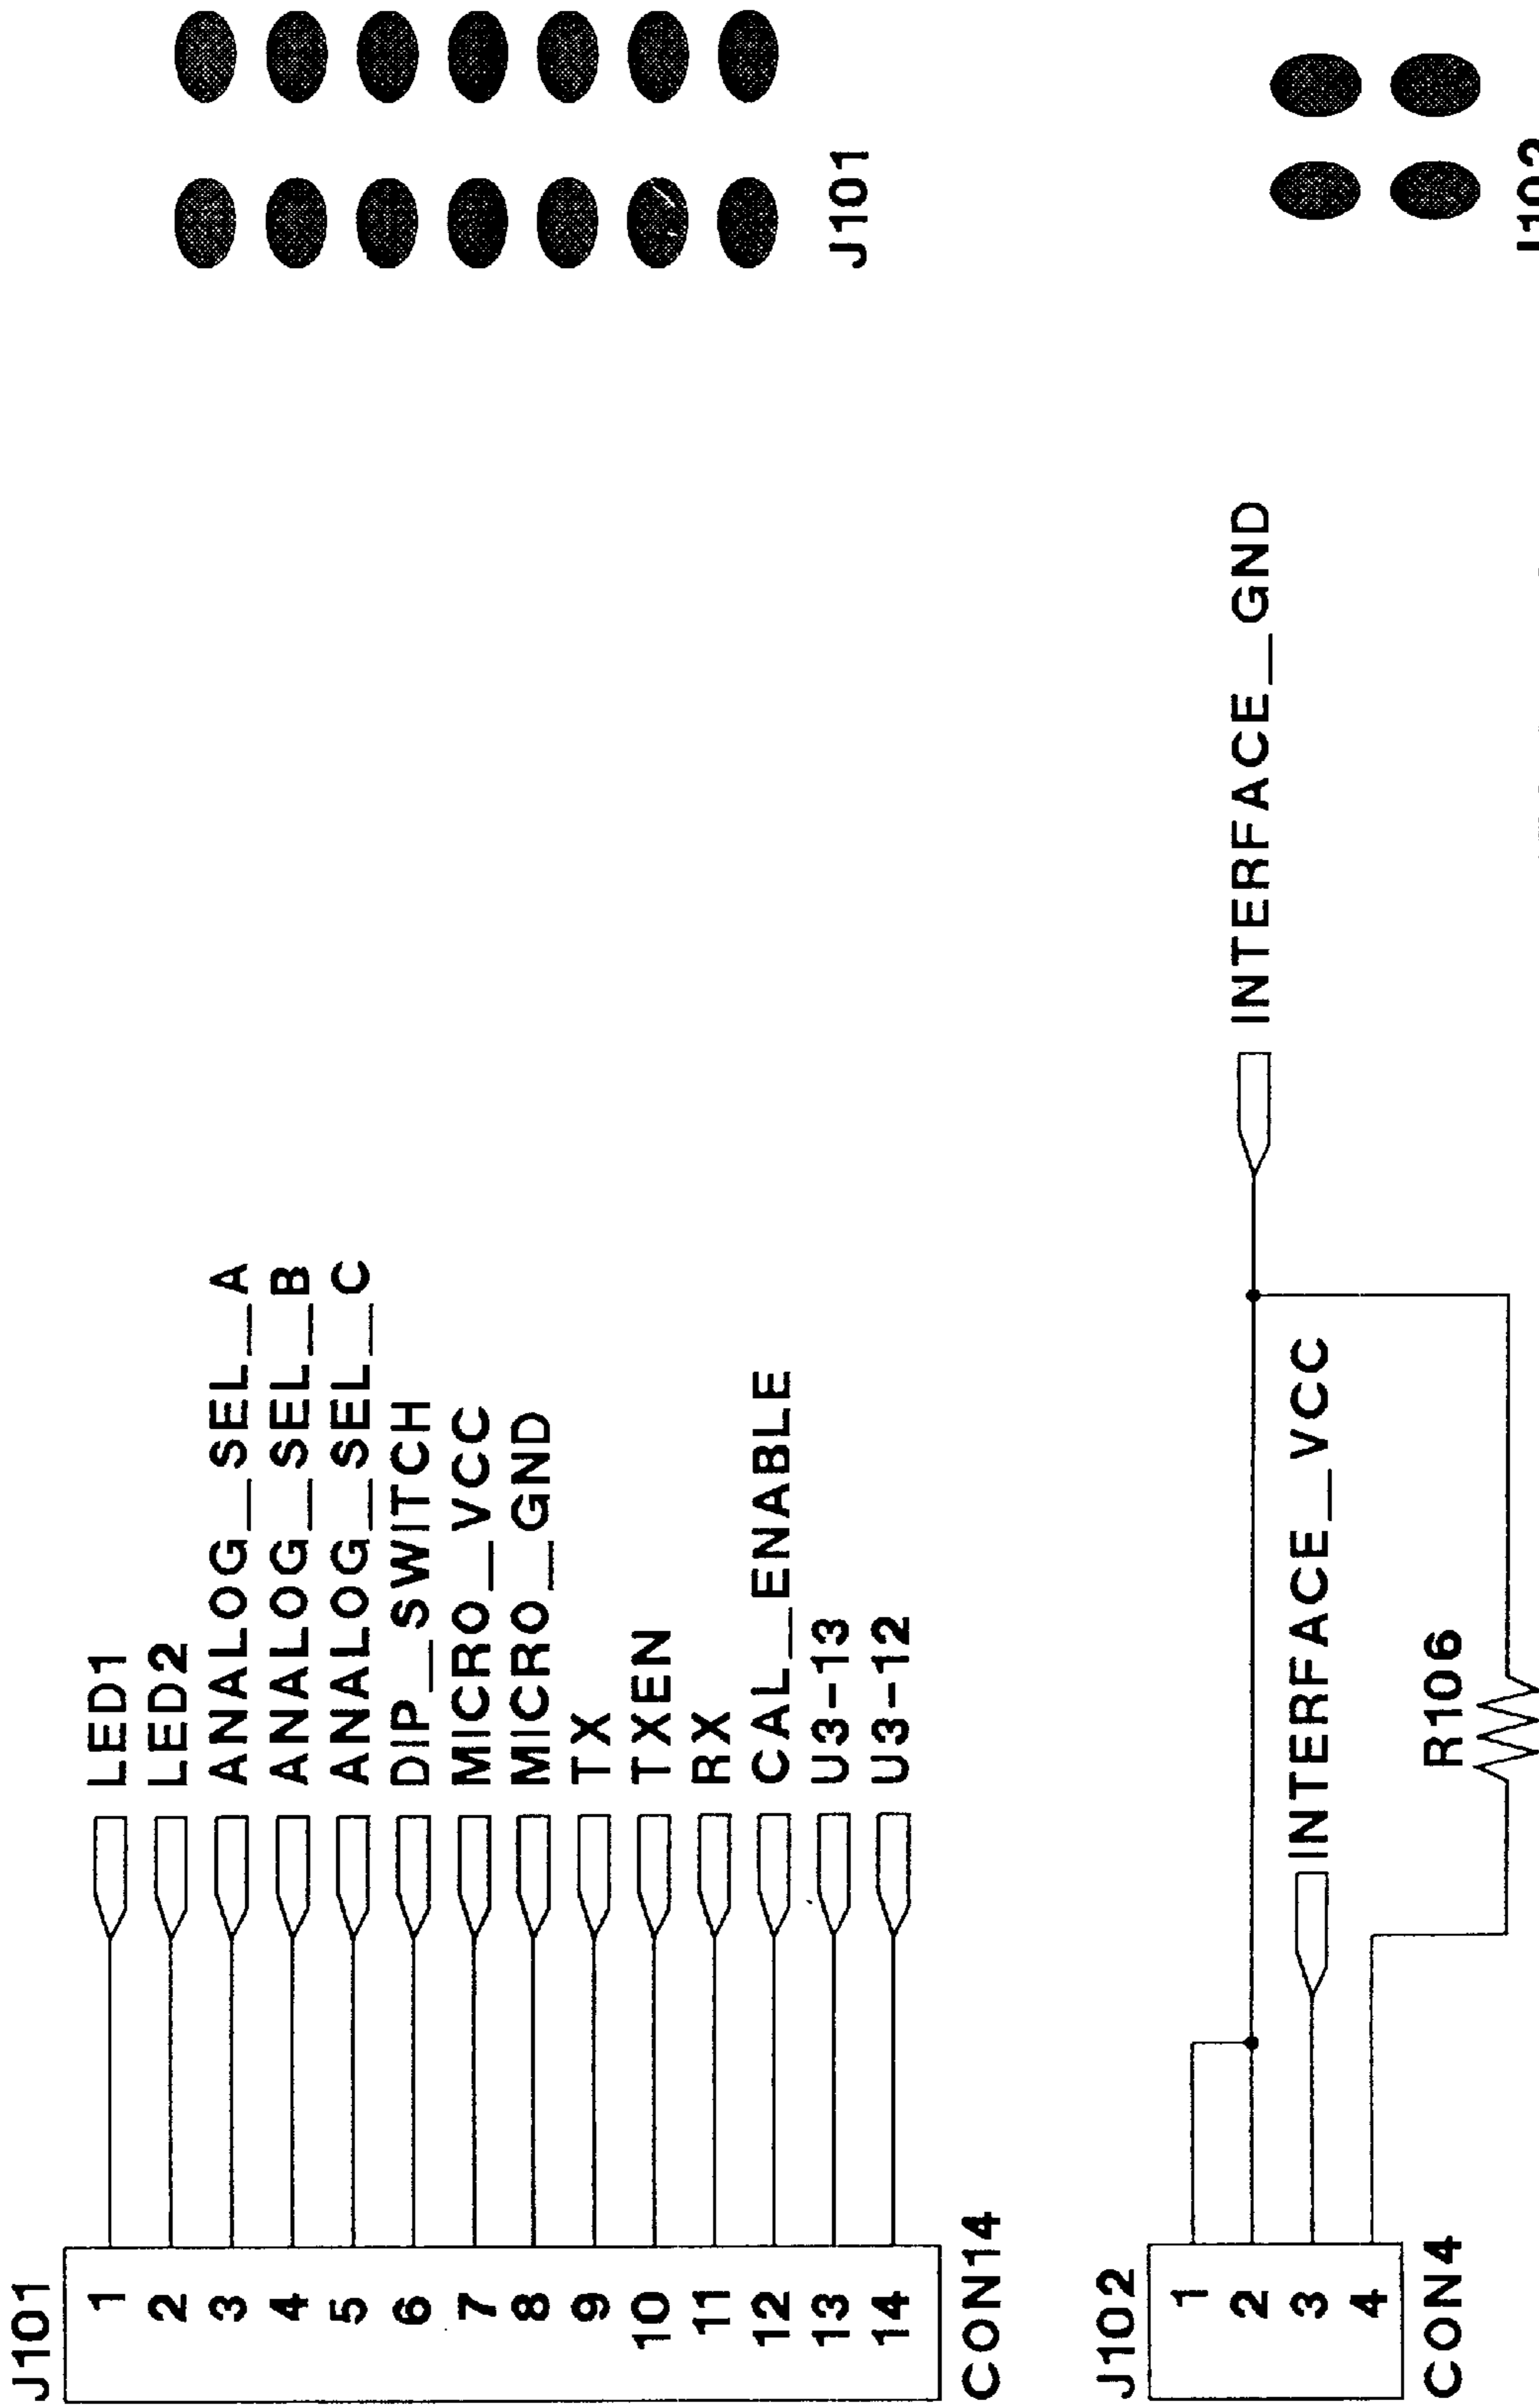 J101
1 LED1
2 LED2
3 ANALOG_SEL_A
4 ANALOG_SEL_B
5 ANALOG_SEL_C
6 DIP_SWITCH
7 MICRO_VCC
8 MICRO_GND
9 TX
10 TXEN
11 RX
12 CAL_ENABLE
13 U3-13
14 U3-12
CON14
J101
J102
1
2 INTERFACE_GND
3 INTERFACE_VCC
4
CON4
R106